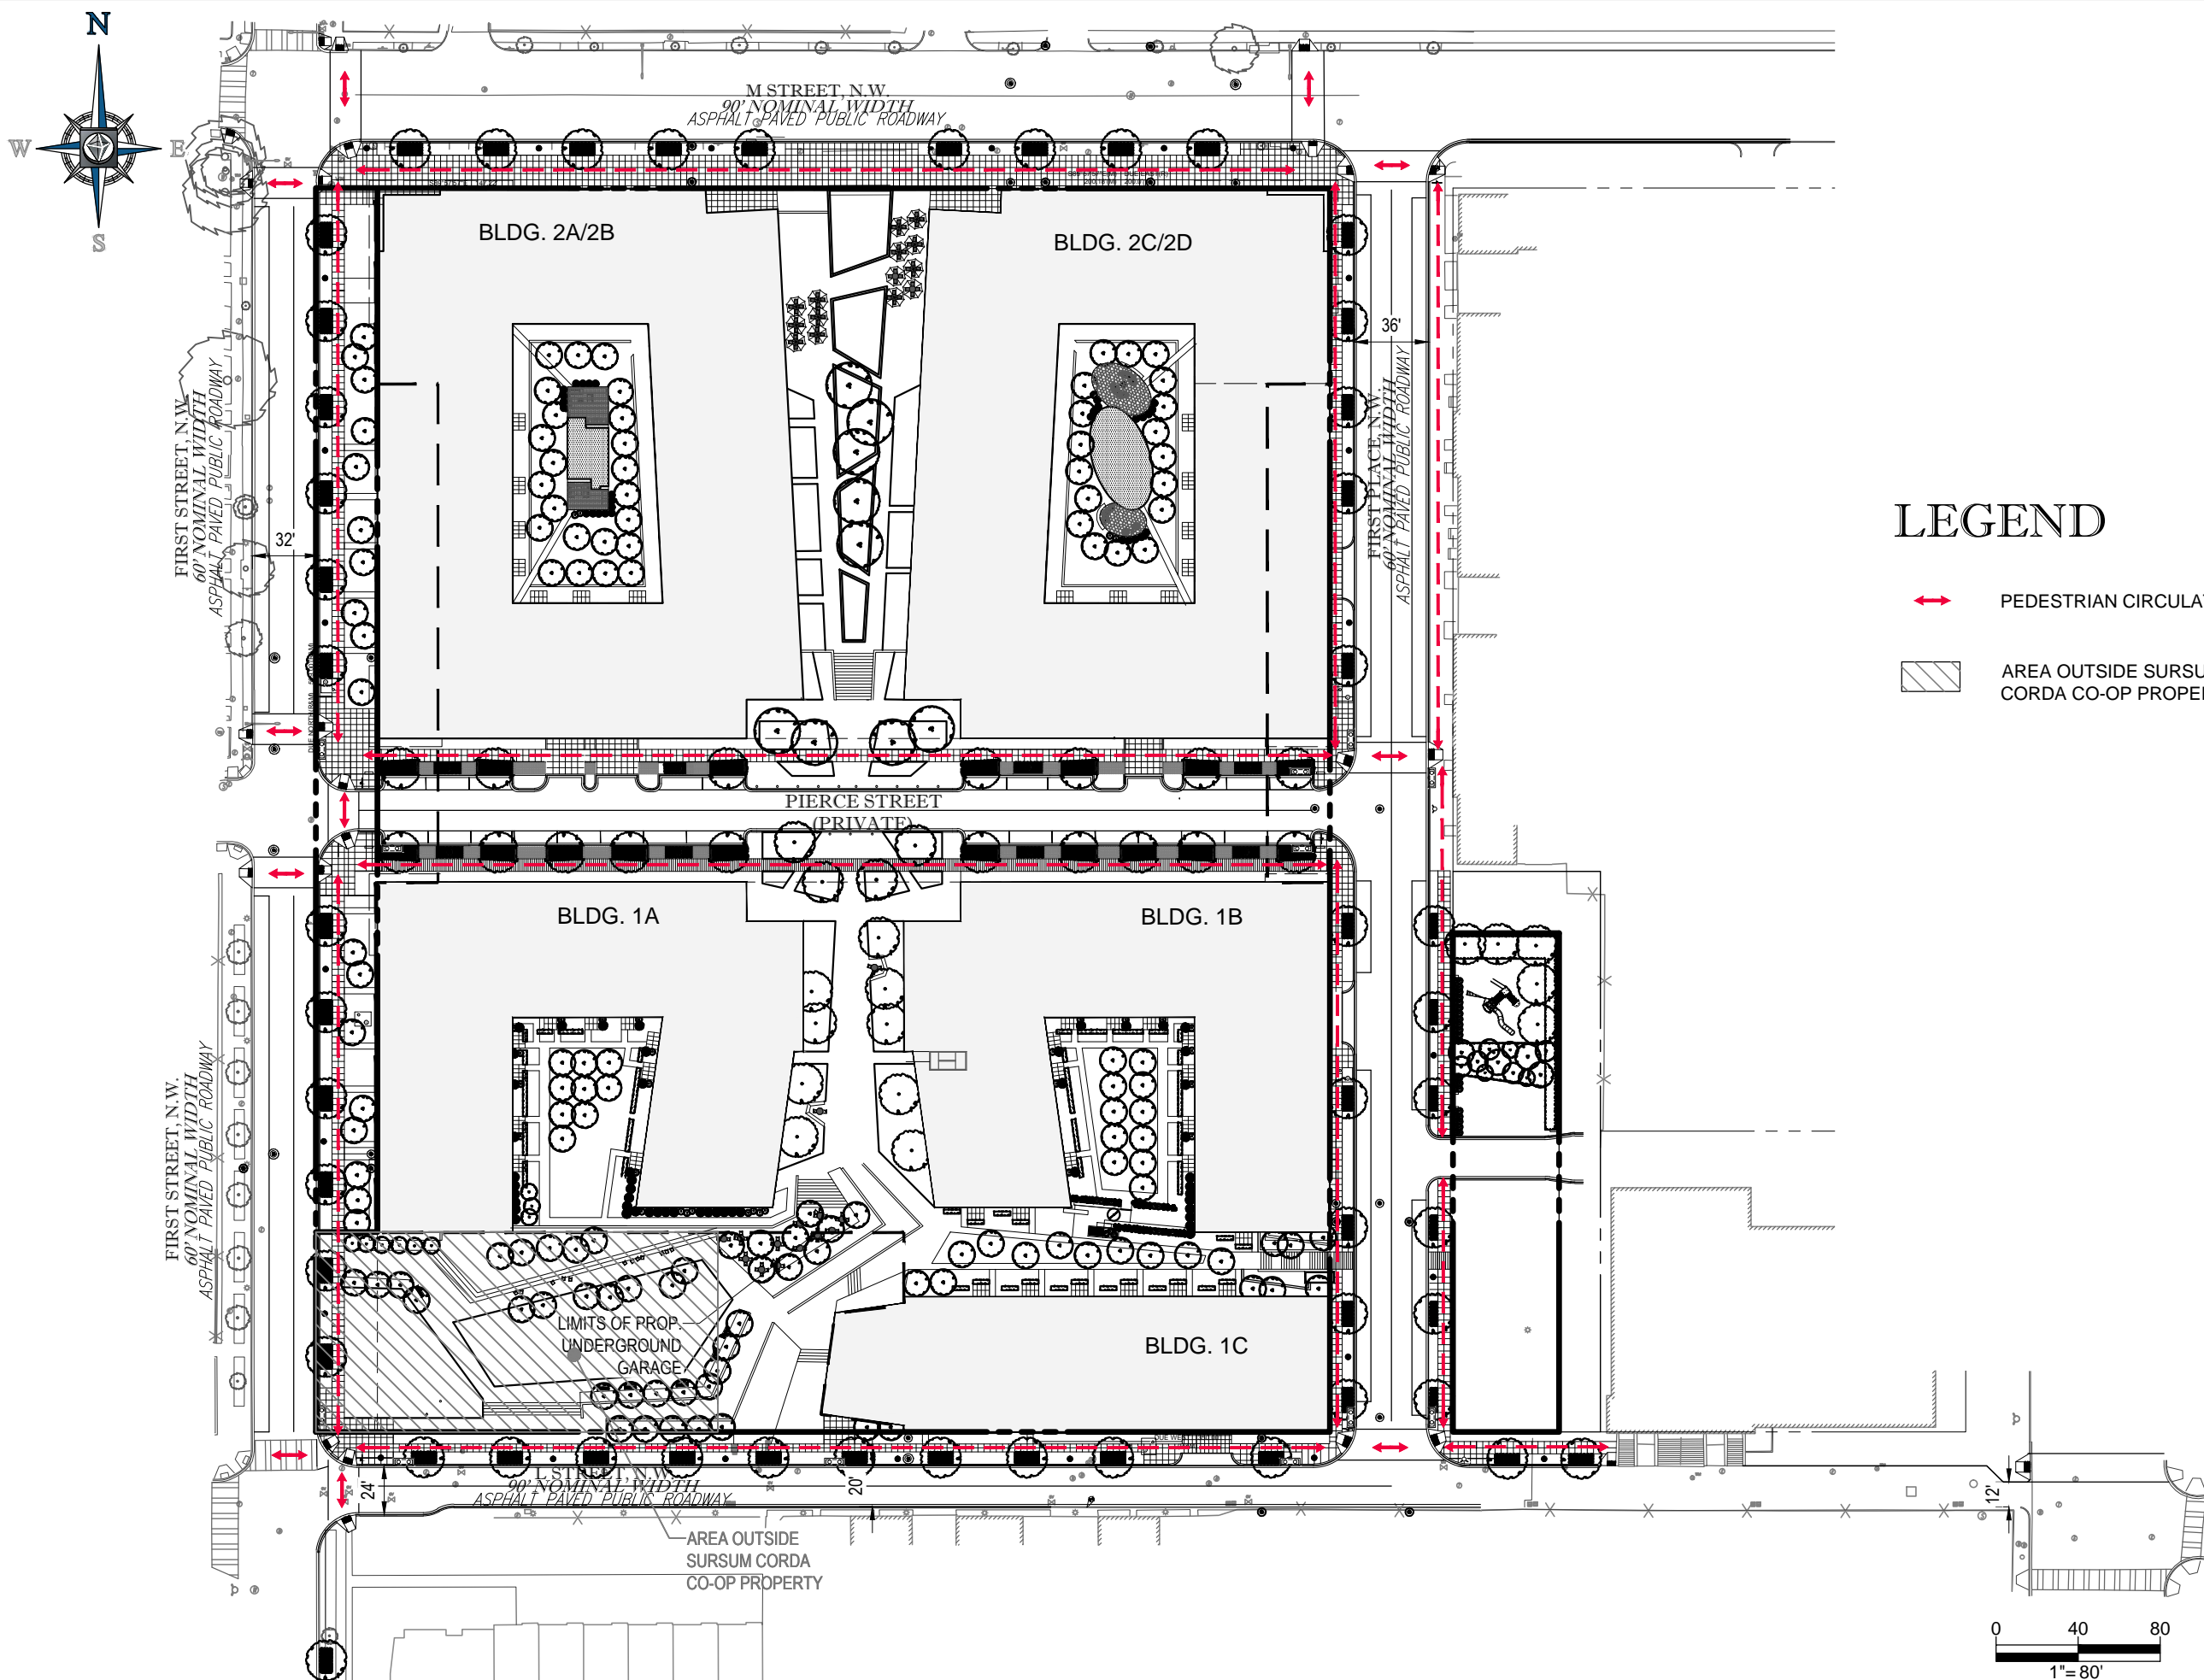 N
W
E
S
M STREET, N.W.
90' NOMINAL WIDTH
ASPHALT PAVED PUBLIC ROADWAY
BLDG. 2A/2B
BLDG. 2C/2D
FIRST STREET, N.W.
60' NOMINAL WIDTH
ASPHALT PAVED PUBLIC ROADWAY
32'
36'
FIRST PLACE N.W.
60' NOMINAL WIDTH
ASPHALT PAVED PUBLIC ROADWAY
LEGEND
PEDESTRIAN CIRCULAT
AREA OUTSIDE SURSU
CORDA CO-OP PROPE
PIERCE STREET
(PRIVATE)
BLDG. 1A
BLDG. 1B
FIRST STREET, N.W.
60' NOMINAL WIDTH
ASPHALT PAVED PUBLIC ROADWAY
LIMITS OF PROP.
UNDERGROUND
GARAGE
BLDG. 1C
L STREET, N.W.
90' NOMINAL WIDTH
ASPHALT PAVED PUBLIC ROADWAY
24'
20'
12'
AREA OUTSIDE
SURSUM CORDA
CO-OP PROPERTY
0 40 80
1"= 80'